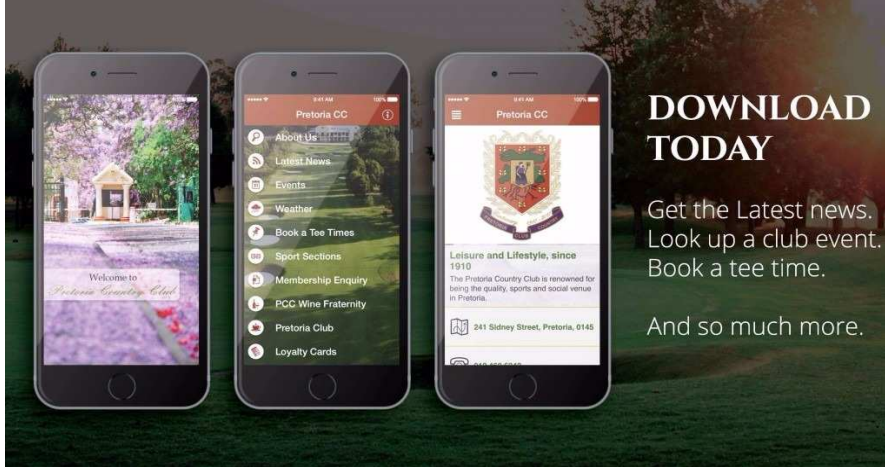 Welcome to
Pretoria Country Club
9:41 AM
100%
Pretoria CC
About Us
Latest News
Events
Weather
Book a Tee Times
Sport Sections
Membership Enquiry
PCC Wine Fraternity
Pretoria Club
Loyalty Cards
9:41 AM
100%
Pretoria CC
CLUB
Leisure and Lifestyle, since
1910
The Pretoria Country Club is renowned for
being the quality, sports and social venue
in Pretoria.
241 Sidney Street, Pretoria, 0145
DOWNLOAD
TODAY
Get the Latest news.
Look up a club event.
Book a tee time.
And so much more.